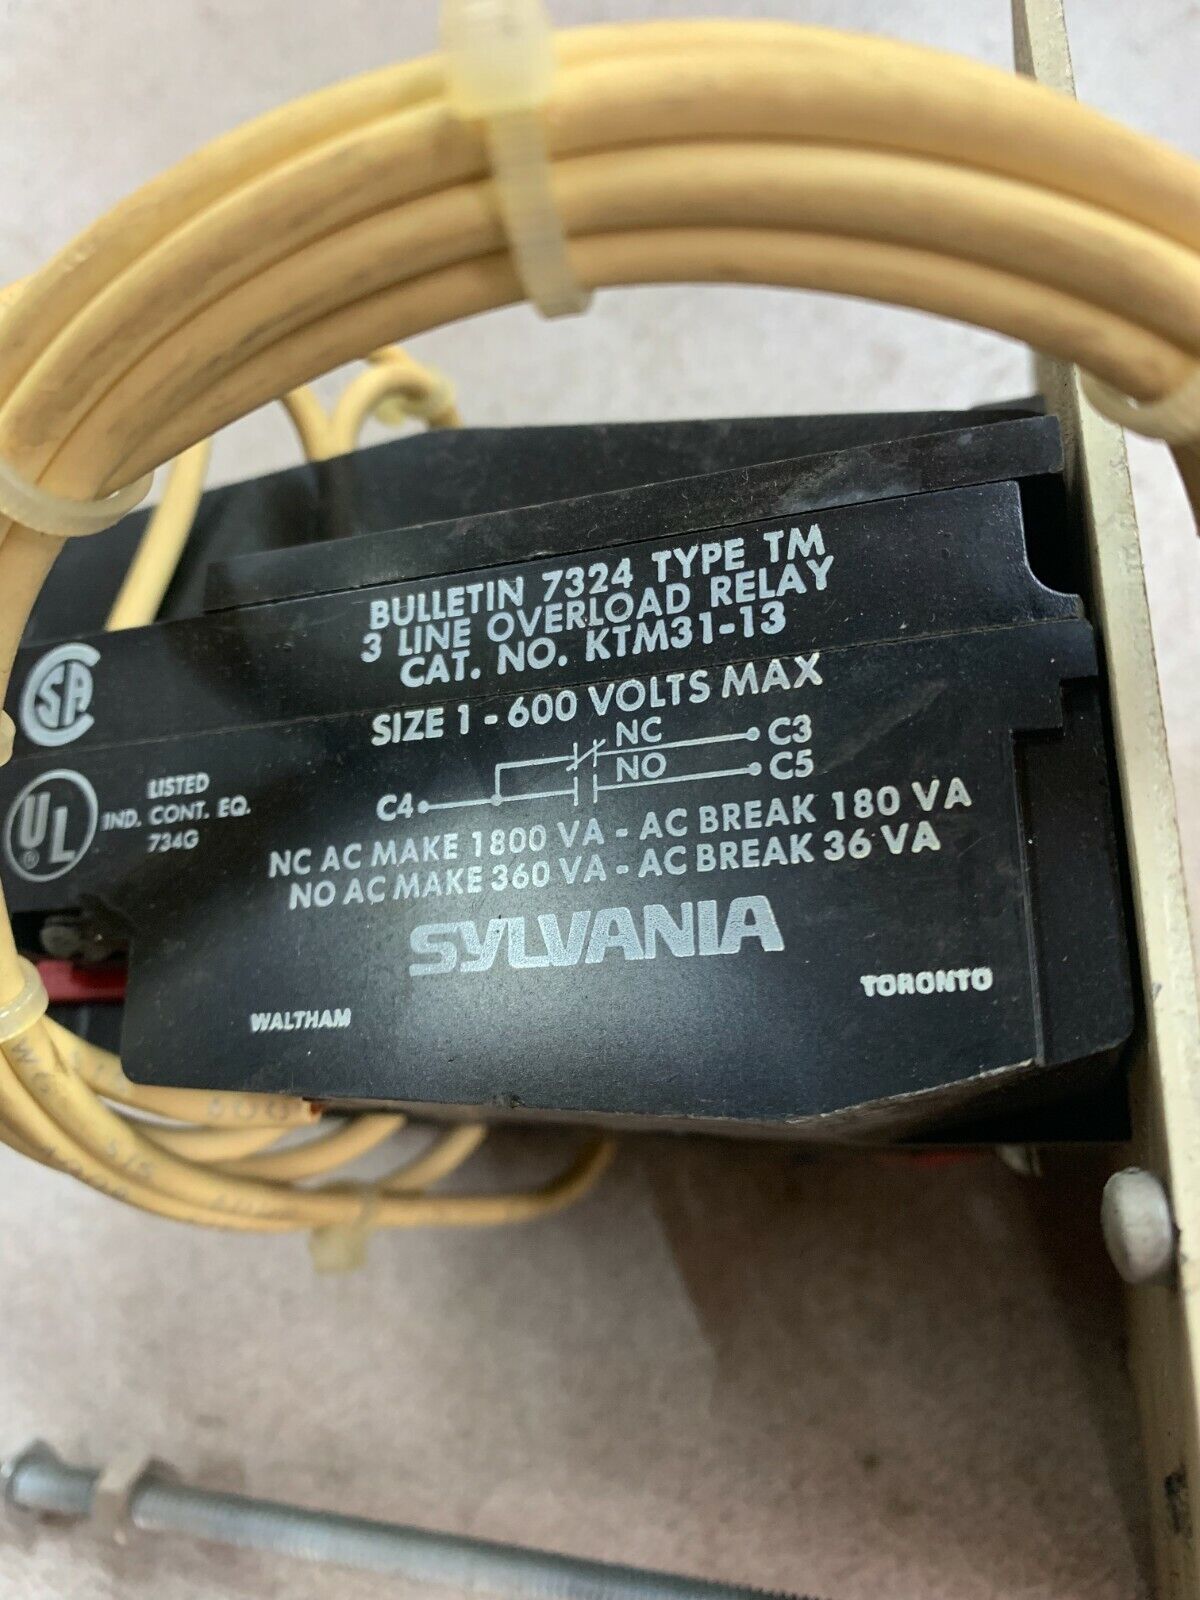 BULLETIN 7324 TYPE TM
3 LINE OVERLOAD RELAY
CAT. NO. KTM31-13
SIZE 1 - 600 VOLTS MAX
NC C3
NO C5
C4
NC AC MAKE 1800 VA - AC BREAK 180 VA
NO AC MAKE 360 VA - AC BREAK 36 VA
SYLVANIA
WALTHAM
TORONTO
SA
UL
®
LISTED
IND. CONT. EQ.
734G
600